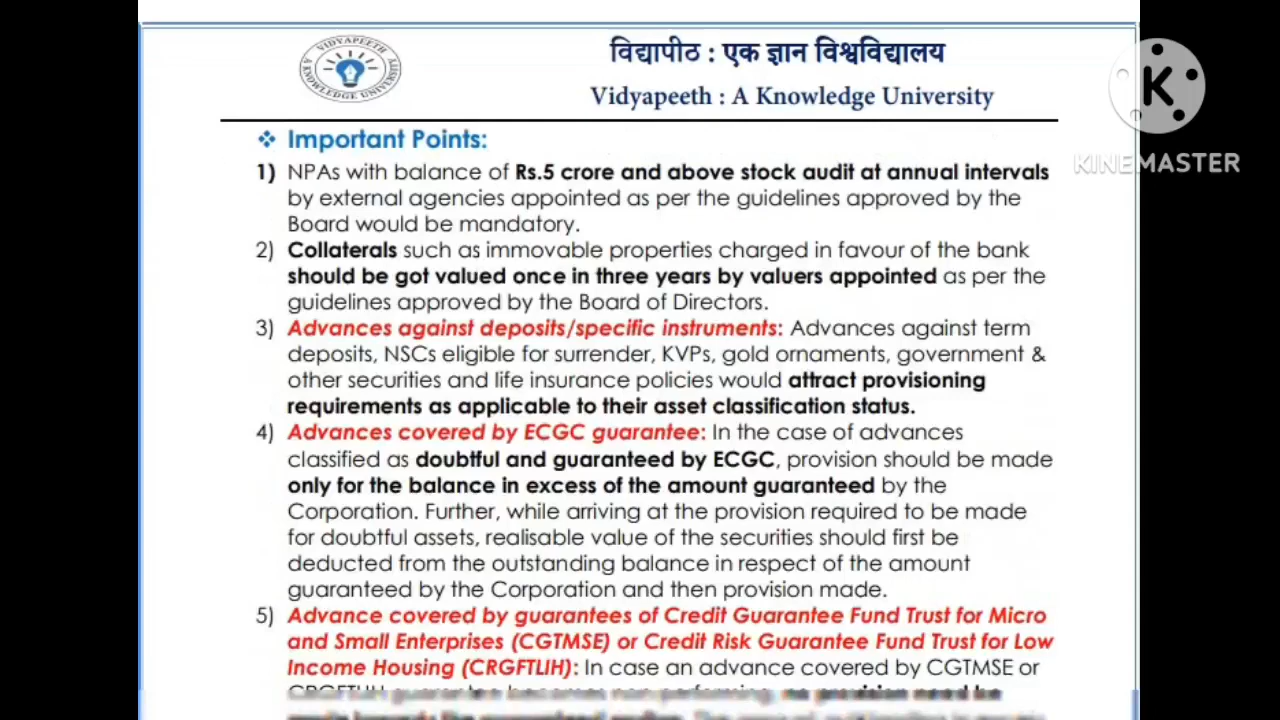 VIDYAPEETH
A KNOWLEDGE UNIVERSITY
विद्यापीठ : एक ज्ञान विश्वविद्यालय
Vidyapeeth : A Knowledge University
K
KINEMASTER
❖ Important Points:
1) NPAs with balance of Rs.5 crore and above stock audit at annual intervals
by external agencies appointed as per the guidelines approved by the
Board would be mandatory.
2) Collaterals such as immovable properties charged in favour of the bank
should be got valued once in three years by valuers appointed as per the
guidelines approved by the Board of Directors.
3) Advances against deposits/specific instruments: Advances against term
deposits, NSCs eligible for surrender, KVPs, gold ornaments, government &
other securities and life insurance policies would attract provisioning
requirements as applicable to their asset classification status.
4) Advances covered by ECGC guarantee: In the case of advances
classified as doubtful and guaranteed by ECGC, provision should be made
only for the balance in excess of the amount guaranteed by the
Corporation. Further, while arriving at the provision required to be made
for doubtful assets, realisable value of the securities should first be
deducted from the outstanding balance in respect of the amount
guaranteed by the Corporation and then provision made.
5) Advance covered by guarantees of Credit Guarantee Fund Trust for Micro
and Small Enterprises (CGTMSE) or Credit Risk Guarantee Fund Trust for Low
Income Housing (CRGFTLIH): In case an advance covered by CGTMSE or
CRGFTLIH guarantee becomes non-performing, no provision need be